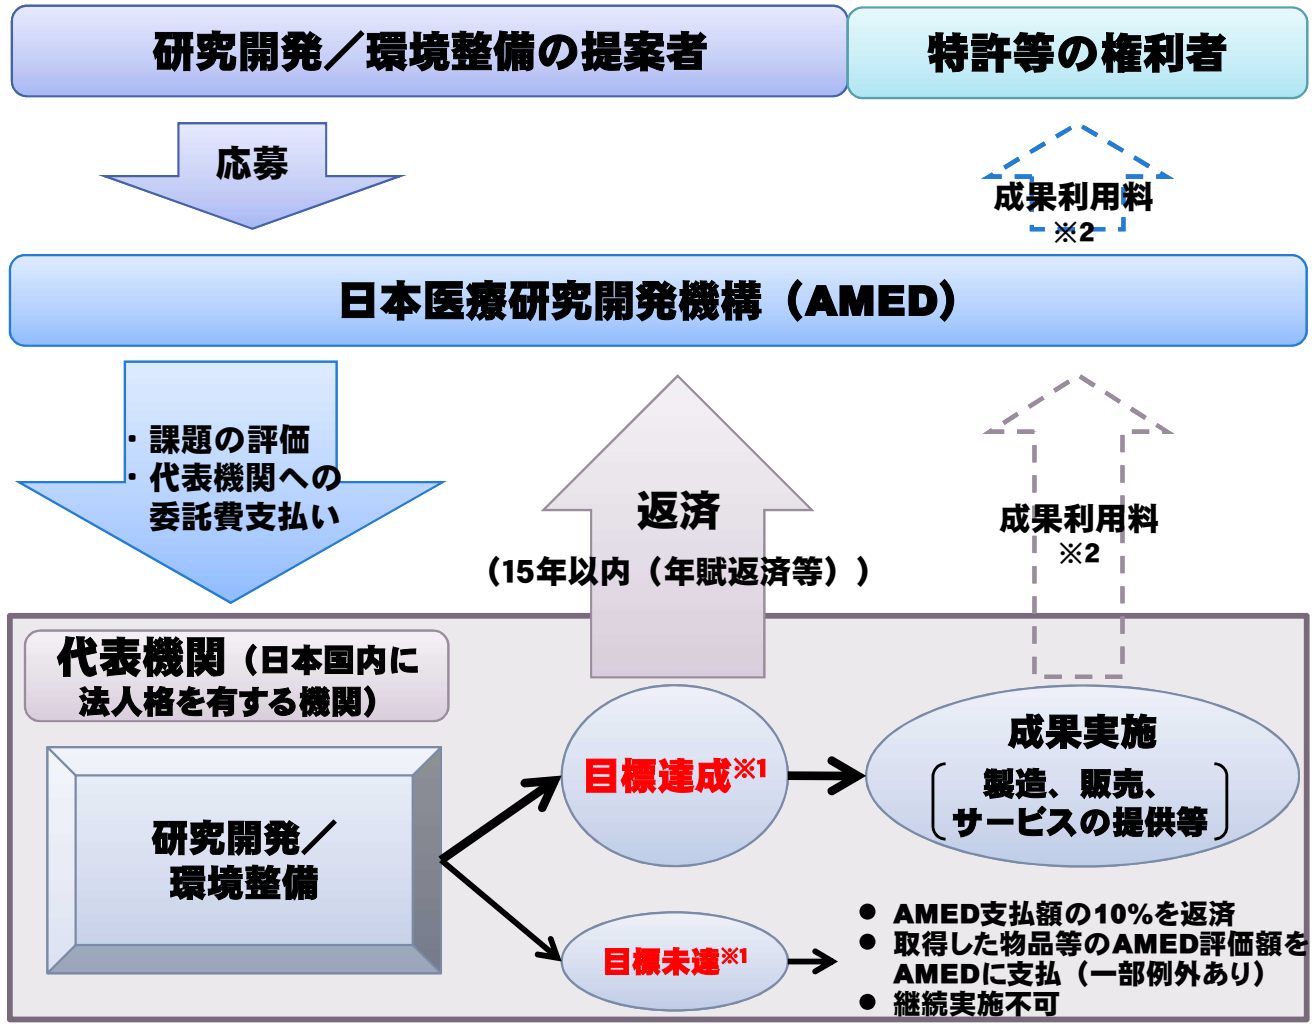 研究開発／環境整備の提案者
特許等の権利者
応募
成果利用料
※2
日本医療研究開発機構（AMED）
・課題の評価
・代表機関への
委託費支払い
返済
（15年以内（年賦返済等））
成果利用料
※2
代表機関（日本国内に
法人格を有する機関）
研究開発／
環境整備
目標達成※1
成果実施
製造、販売、
サービスの提供等
目標未達※1
● AMED支払額の10%を返済
● 取得した物品等のAMED評価額を
AMEDに支払（一部例外あり）
● 継続実施不可